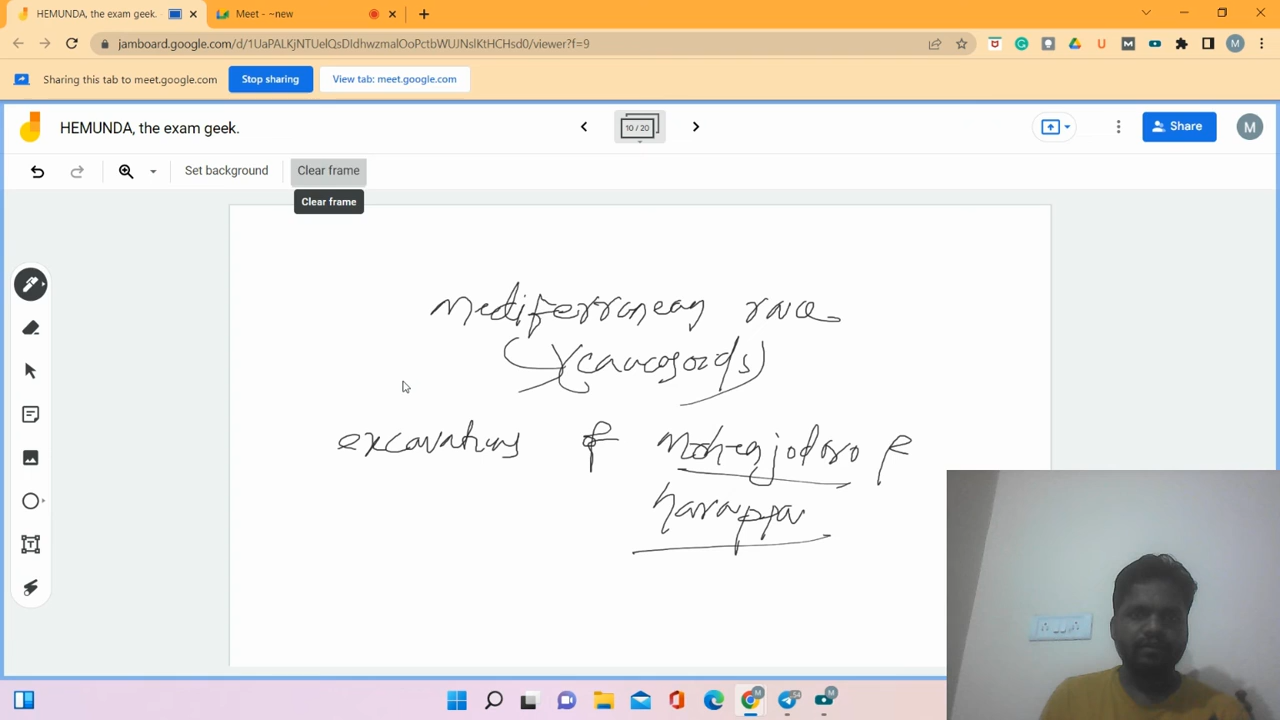 HEMUNDA, the exam geek.
Meet - ~new
jamboard.google.com/d/1UaPALKjNTUelQsDIdhwzmalOoPctbWUJNslKtHCHsd0/viewer?f=9
M
Sharing this tab to meet.google.com
Stop sharing
View tab: meet.google.com
HEMUNDA, the exam geek.
10 / 20
Share
M
Set background
Clear frame
Clear frame
Mediterranean race
(caucosoids)
excavations of Mohenjodaro &
harappa